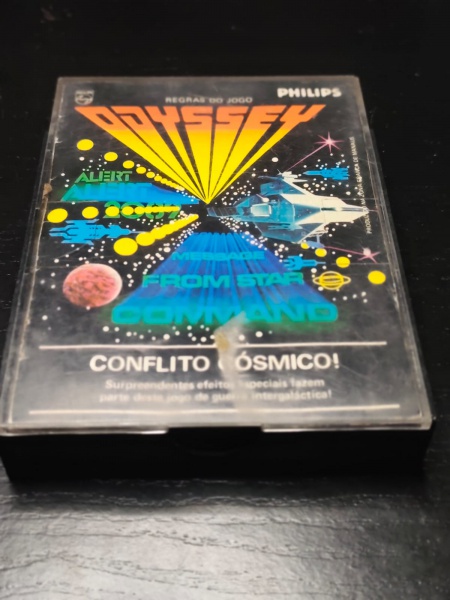 PHILIPS
REGRAS DO JOGO
PHILIPS
ODYSSEY
ALERT
MESSAGE
FROM STAR
COMMAND
CONFLITO CÓSMICO!
Surpreendentes efeitos especiais fazem
parte deste jogo de guerra intergaláctica!